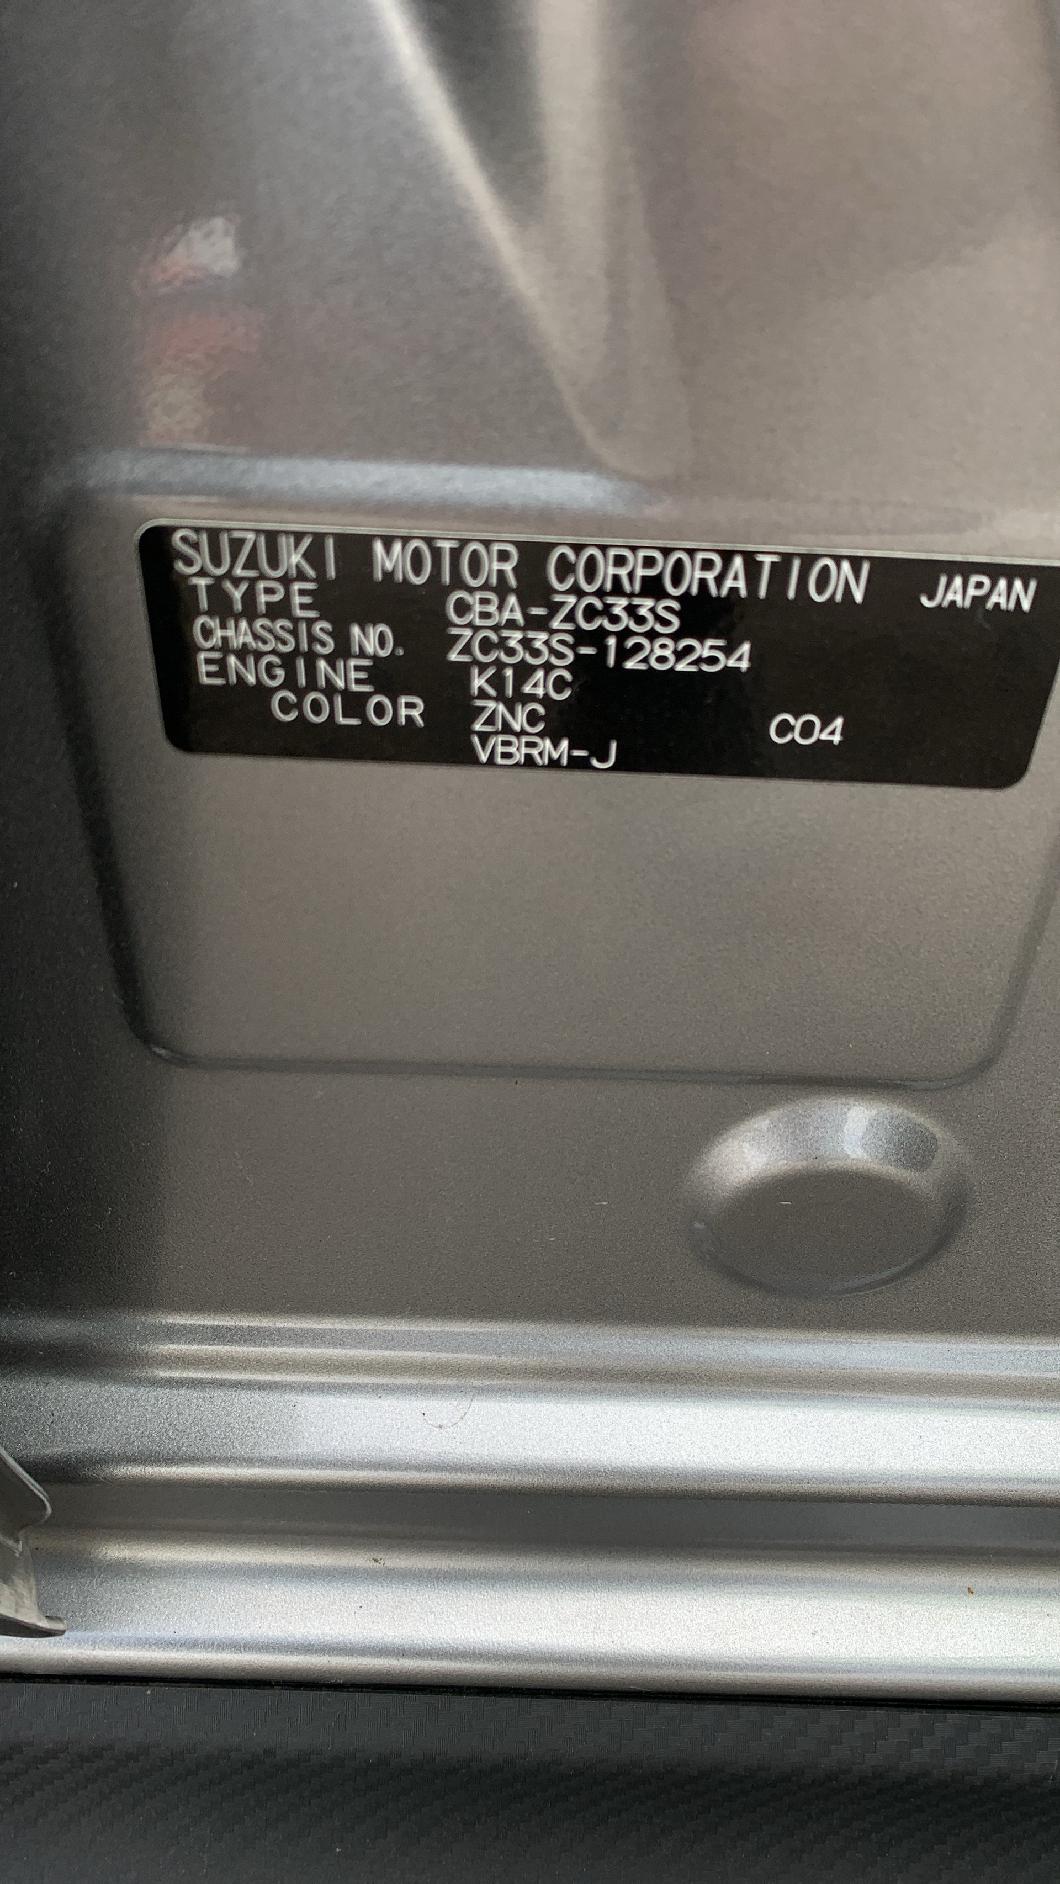 SUZUKI MOTOR CORPORATION JAPAN
TYPE CBA-ZC33S
CHASSIS NO. ZC33S-128254
ENGINE K14C
COLOR ZNC C04
VBRM-J